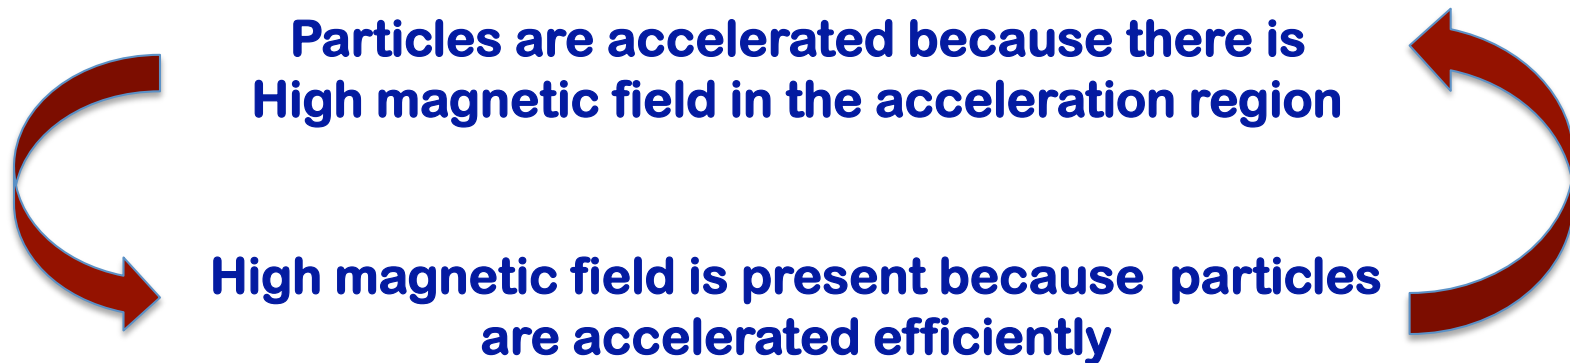 Particles are accelerated because there is
High magnetic field in the acceleration region
High magnetic field is present because  particles
are accelerated efficiently